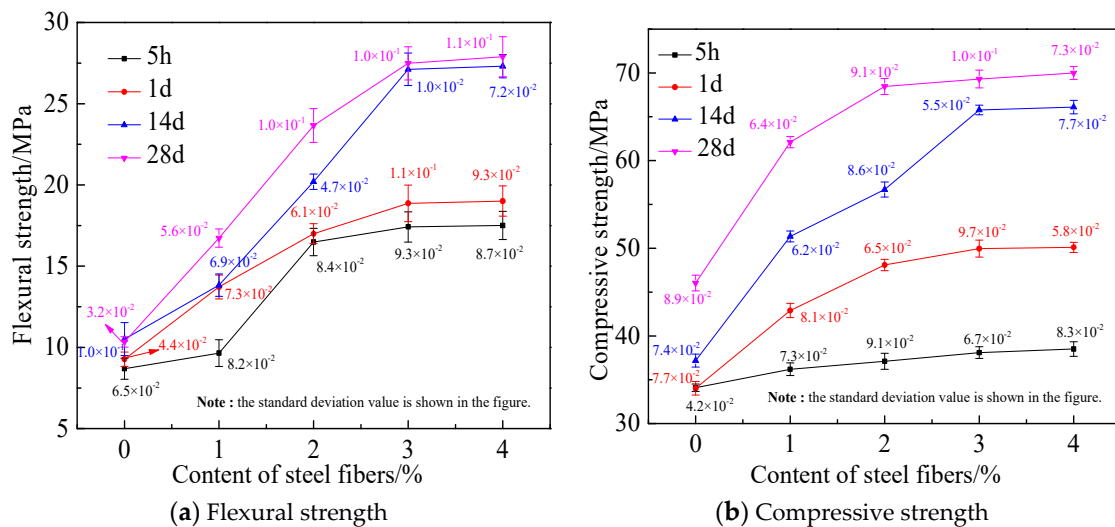 30
25
20
15
10
5
Flexural strength/MPa
5h
1d
14d
28d
1.0×10⁻¹
1.1×10⁻¹
1.0×10⁻²
7.2×10⁻²
1.0×10⁻¹
4.7×10⁻²
1.1×10⁻¹
9.3×10⁻²
6.1×10⁻²
5.6×10⁻²
6.9×10⁻²
7.3×10⁻²
8.4×10⁻²
9.3×10⁻²
8.7×10⁻²
3.2×10⁻²
4.4×10⁻²
8.2×10⁻²
6.5×10⁻²
Note : the standard deviation value is shown in the figure.
0 1 2 3 4
Content of steel fibers/%
(a) Flexural strength
70
60
50
40
30
Compressive strength/MPa
5h
1d
14d
28d
9.1×10⁻²
1.0×10⁻¹
7.3×10⁻²
6.4×10⁻²
5.5×10⁻²
7.7×10⁻²
8.6×10⁻²
6.2×10⁻²
9.7×10⁻²
5.8×10⁻²
6.5×10⁻²
8.9×10⁻²
8.1×10⁻²
7.4×10⁻²
7.7×10⁻²
7.3×10⁻²
9.1×10⁻²
6.7×10⁻²
8.3×10⁻²
4.2×10⁻²
Note : the standard deviation value is shown in the figure.
0 1 2 3 4
Content of steel fibers/%
(b) Compressive strength